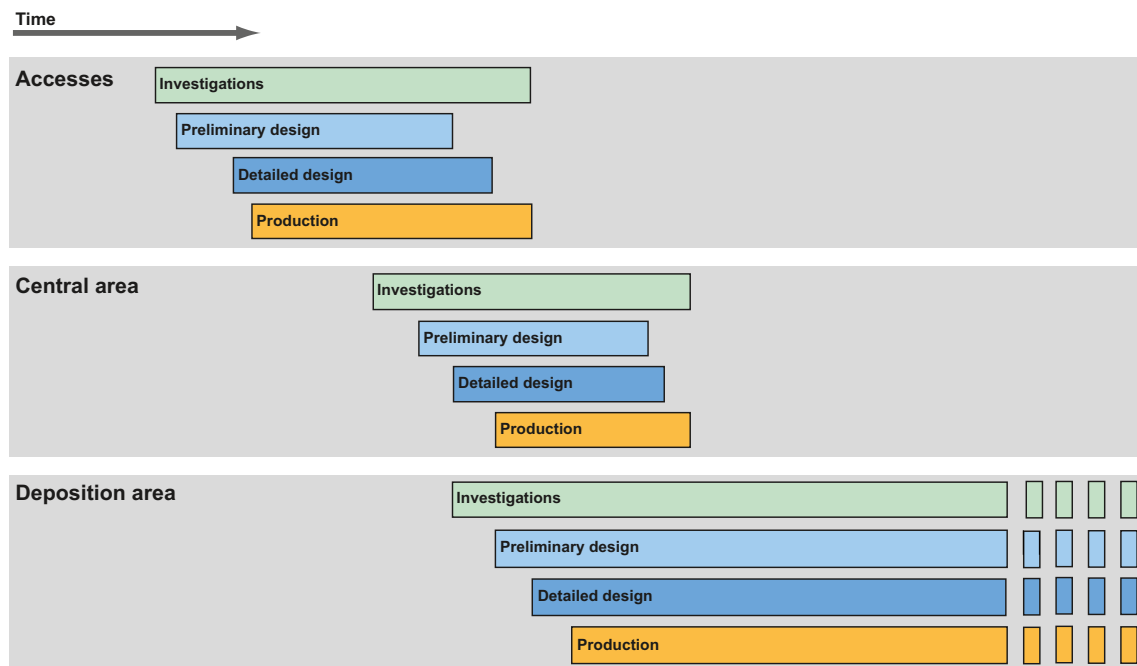 Time
Accesses
Investigations
Preliminary design
Detailed design
Production
Central area
Investigations
Preliminary design
Detailed design
Production
Deposition area
Investigations
Preliminary design
Detailed design
Production